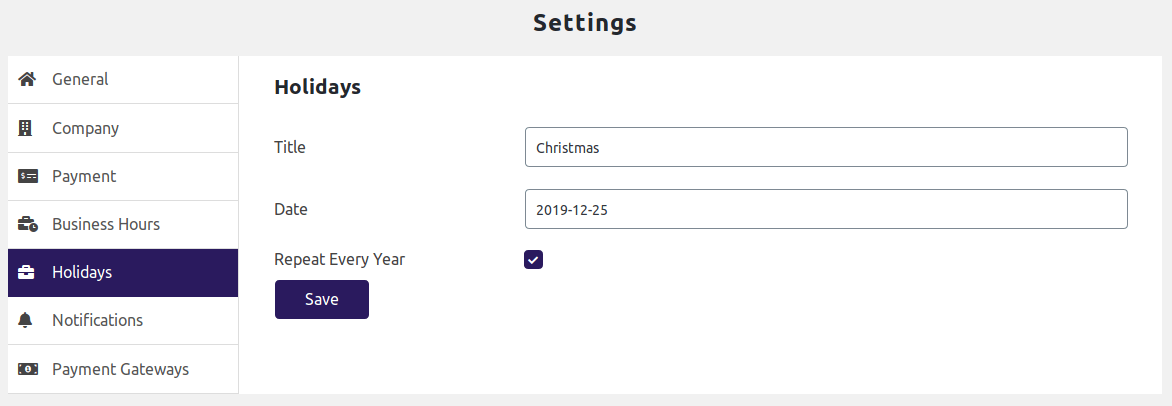 Settings
General
Company
Payment
Business Hours
Holidays
Notifications
Payment Gateways
Holidays
Title
Christmas
Date
2019-12-25
Repeat Every Year
Save